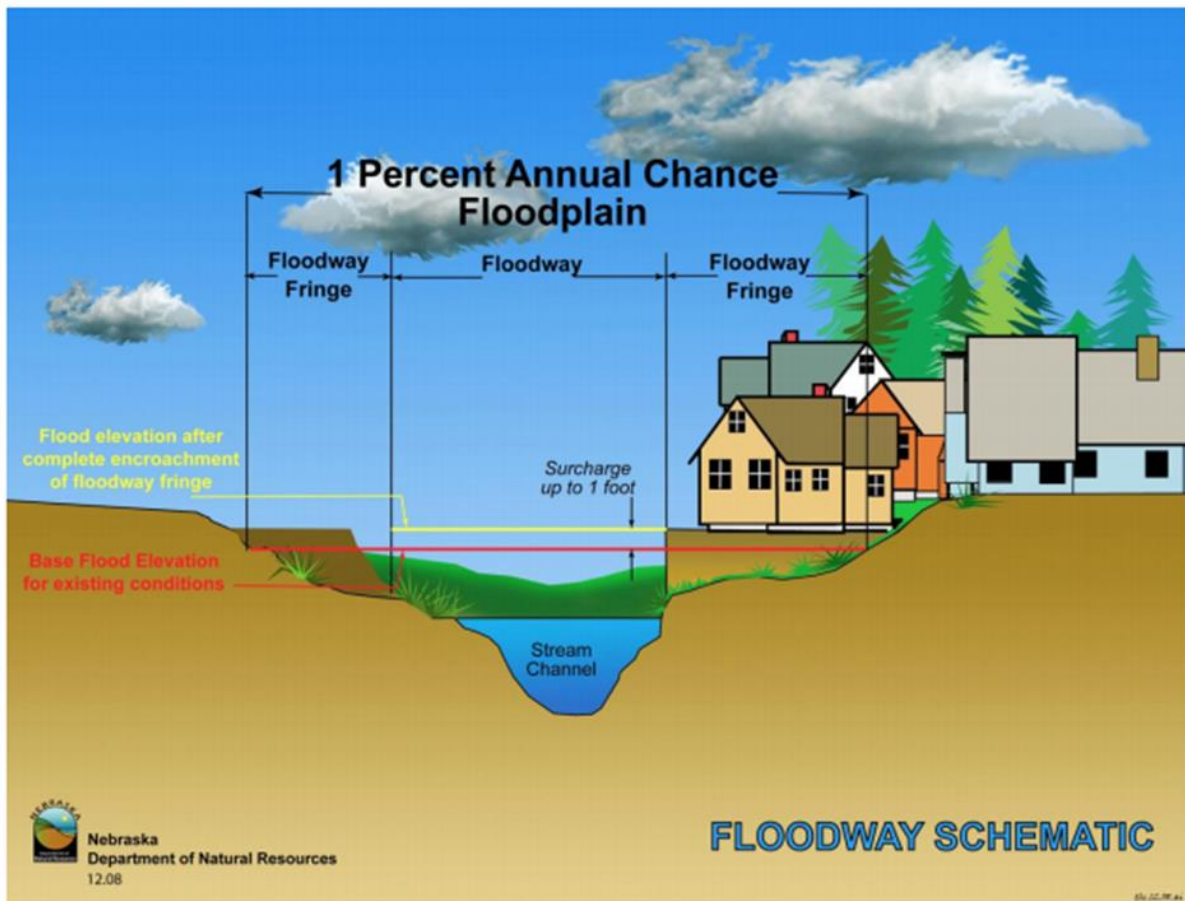 1 Percent Annual Chance
Floodplain
Floodway
Fringe
Floodway
Floodway
Fringe
Flood elevation after
complete encroachment
of floodway fringe
Surcharge
up to 1 foot
Base Flood Elevation
for existing conditions
Stream
Channel
NEBRASKA
Nebraska
Department of Natural Resources
12.08
FLOODWAY SCHEMATIC